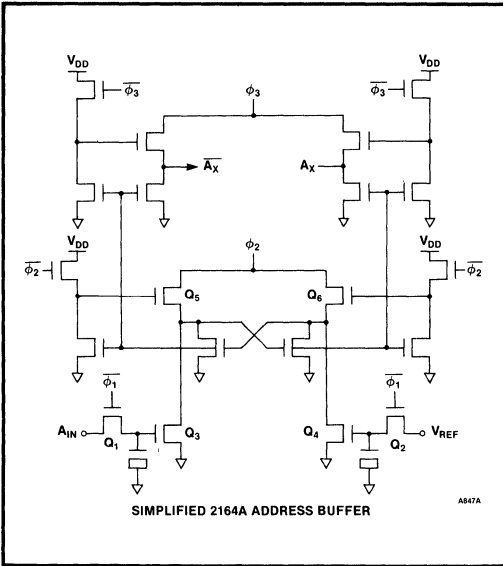 V_DD V_DD
φ̅₃ φ₃ φ̅₃
A̅_X̅ A_X
V_DD V_DD
φ̅₂ φ₂ φ̅₂
Q₅ Q₆
φ̅₁ φ̅₁
A_IN Q₃ Q₄ V_REF
Q₁ Q₂
A847A
SIMPLIFIED 2164A ADDRESS BUFFER